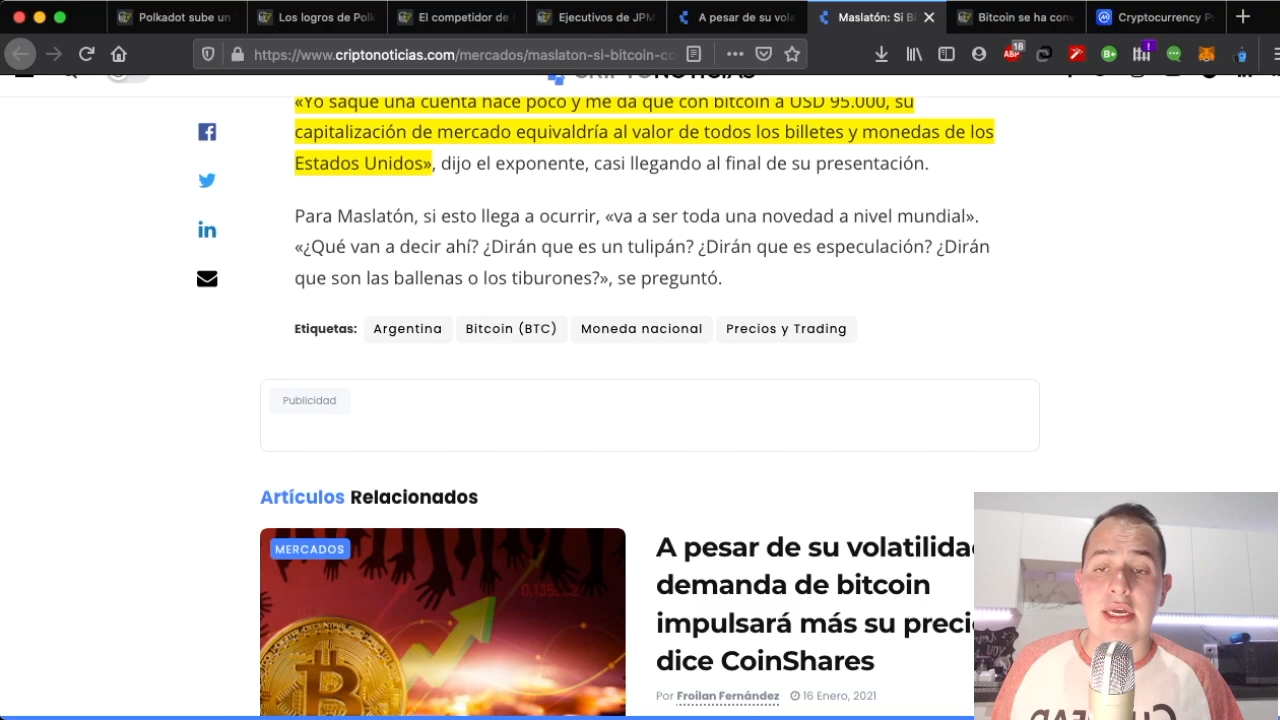 Polkadot sube un
Los logros de Polk
El competidor de
Ejecutivos de JPM
A pesar de su vola
Maslatón: Si Bi
Bitcoin se ha conv
Cryptocurrency P
https://www.criptonoticias.com/mercados/maslaton-si-bitcoin-co
ABP
18
B+
CRIPTONOTICIAS
«Yo saqué una cuenta hace poco y me da que con bitcoin a USD 95.000, su
capitalización de mercado equivaldría al valor de todos los billetes y monedas de los
Estados Unidos», dijo el exponente, casi llegando al final de su presentación.
Para Maslatón, si esto llega a ocurrir, «va a ser toda una novedad a nivel mundial».
«¿Qué van a decir ahí? ¿Dirán que es un tulipán? ¿Dirán que es especulación? ¿Dirán
que son las ballenas o los tiburones?», se preguntó.
Etiquetas: Argentina Bitcoin (BTC) Moneda nacional Precios y Trading
Publicidad
Artículos Relacionados
MERCADOS
A pesar de su volatilida
demanda de bitcoin
impulsará más su preci
dice CoinShares
Por Froilan Fernández 16 Enero, 2021